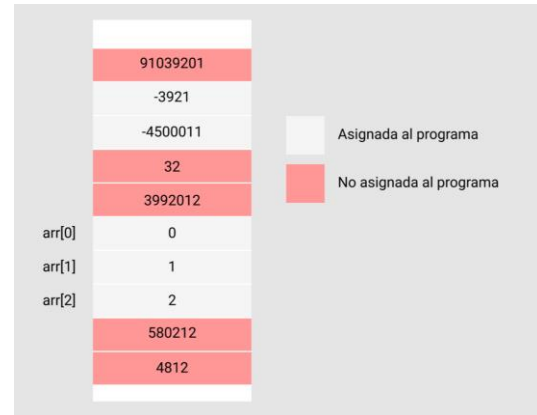 91039201
-3921
-4500011
Asignada al programa
32
No asignada al programa
3992012
arr[0] 0
arr[1] 1
arr[2] 2
580212
4812